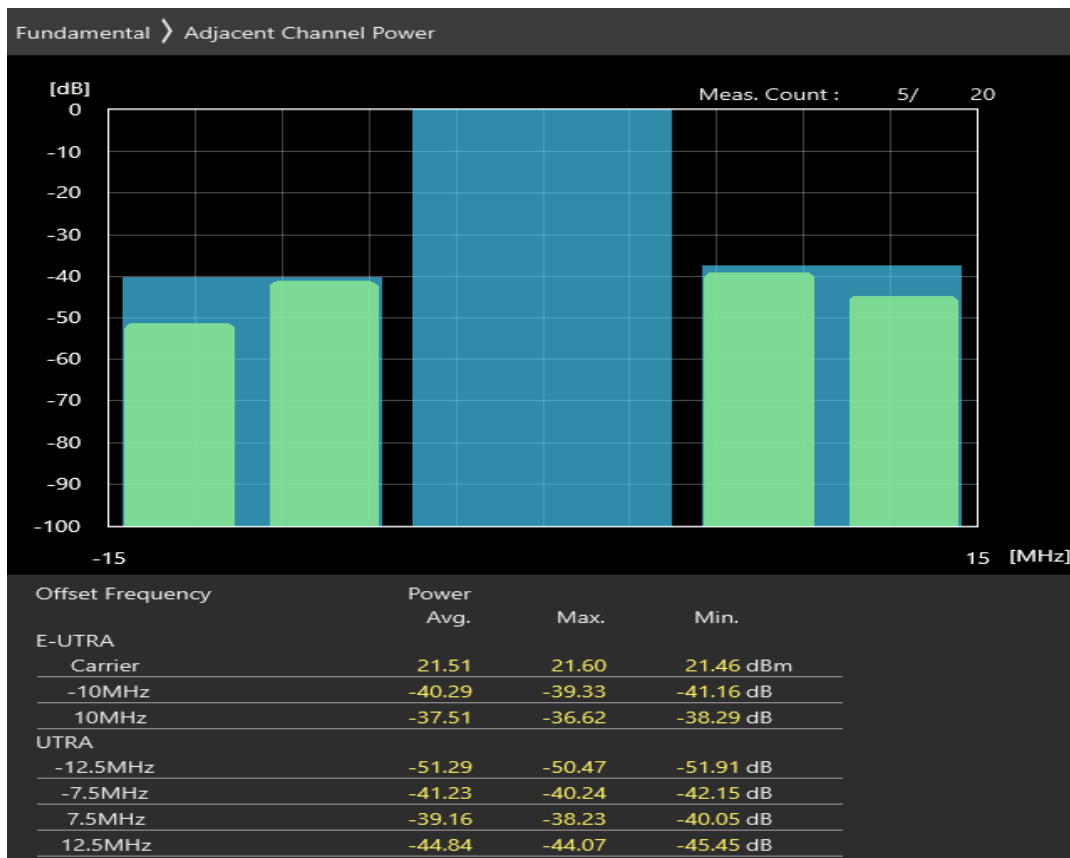 Fundamental 〉 Adjacent Channel Power
[dB]
Meas. Count : 5/ 20
0
-10
-20
-30
-40
-50
-60
-70
-80
-90
-100
-15 15 [MHz]
Offset Frequency Power
Avg. Max. Min.
E-UTRA
Carrier 21.51 21.60 21.46 dBm
-10MHz -40.29 -39.33 -41.16 dB
10MHz -37.51 -36.62 -38.29 dB
UTRA
-12.5MHz -51.29 -50.47 -51.91 dB
-7.5MHz -41.23 -40.24 -42.15 dB
7.5MHz -39.16 -38.23 -40.05 dB
12.5MHz -44.84 -44.07 -45.45 dB